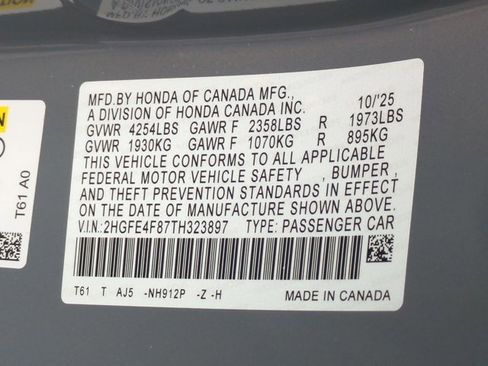 MFD.BY HONDA OF CANADA MFG.,
A DIVISION OF HONDA CANADA INC. 10/'25
GVWR 4254LBS GAWR F 2358LBS R 1973LBS
GVWR 1930KG GAWR F 1070KG R 895KG
THIS VEHICLE CONFORMS TO ALL APPLICABLE
FEDERAL MOTOR VEHICLE SAFETY , BUMPER ,
AND THEFT PREVENTION STANDARDS IN EFFECT
ON THE DATE OF MANUFACTURE SHOWN ABOVE.
V.I.N.:2HGFE4F87TH323897 TYPE: PASSENGER CAR
T61 T AJ5 -NH912P -Z -H MADE IN CANADA
T61 A0